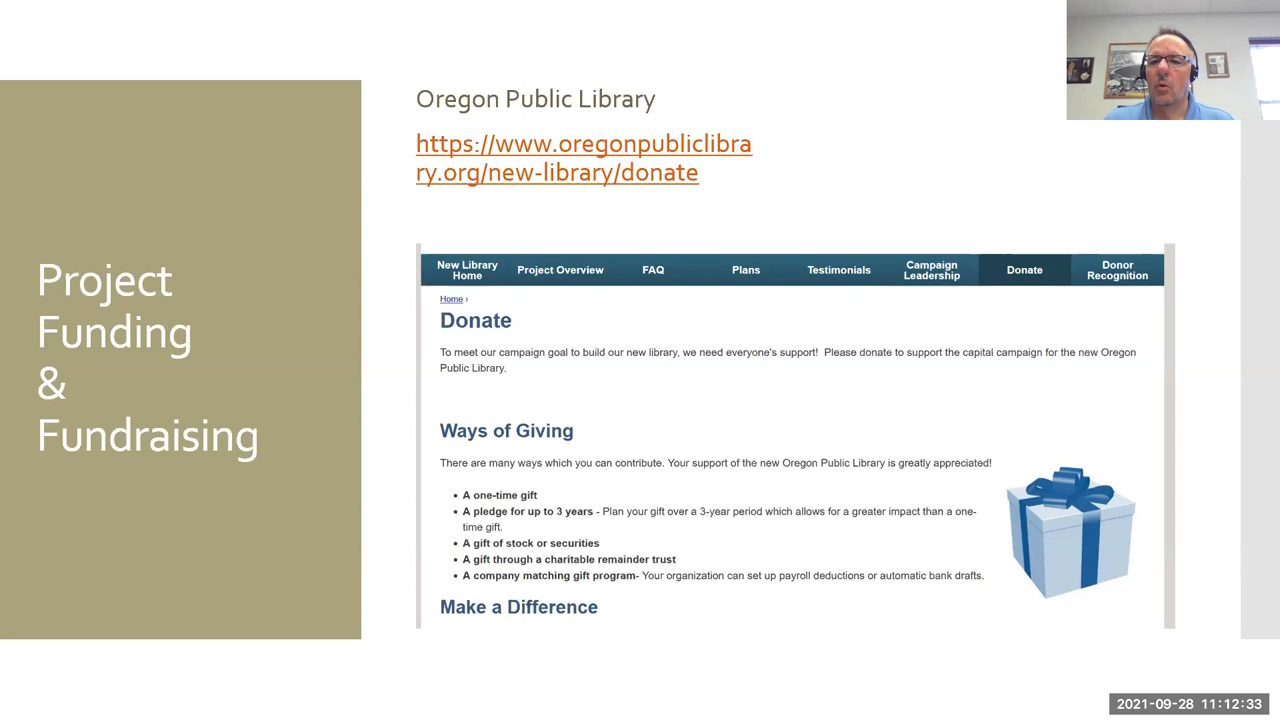 Project
Funding
&
Fundraising
Oregon Public Library
https://www.oregonpubliclibra
ry.org/new-library/donate
New Library
Home
Project Overview
FAQ
Plans
Testimonials
Campaign
Leadership
Donate
Donor
Recognition
Home ›
Donate
To meet our campaign goal to build our new library, we need everyone's support!  Please donate to support the capital campaign for the new Oregon
Public Library.
Ways of Giving
There are many ways which you can contribute. Your support of the new Oregon Public Library is greatly appreciated!
• A one-time gift
• A pledge for up to 3 years - Plan your gift over a 3-year period which allows for a greater impact than a one-
time gift.
• A gift of stock or securities
• A gift through a charitable remainder trust
• A company matching gift program- Your organization can set up payroll deductions or automatic bank drafts.
Make a Difference
2021-09-28 11:12:33